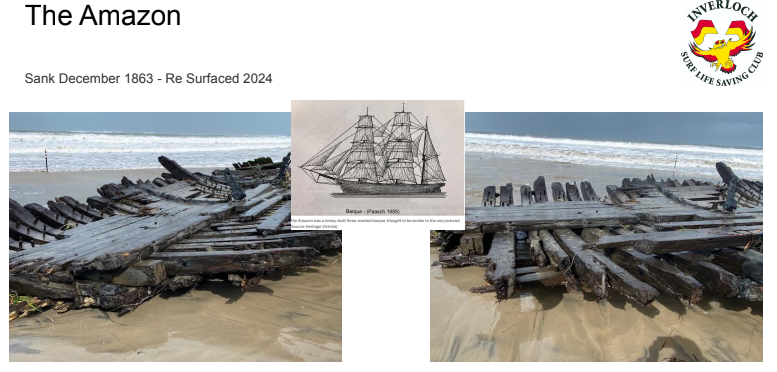 The Amazon
INVERLOCH
SURF LIFE SAVING CLUB
Sank December 1863 - Re Surfaced 2024
Barque - (Paasch 1885)
The Amazon was a timber-built three-masted barque, thought to be similar to the one pictured
(source Heritage Victoria)